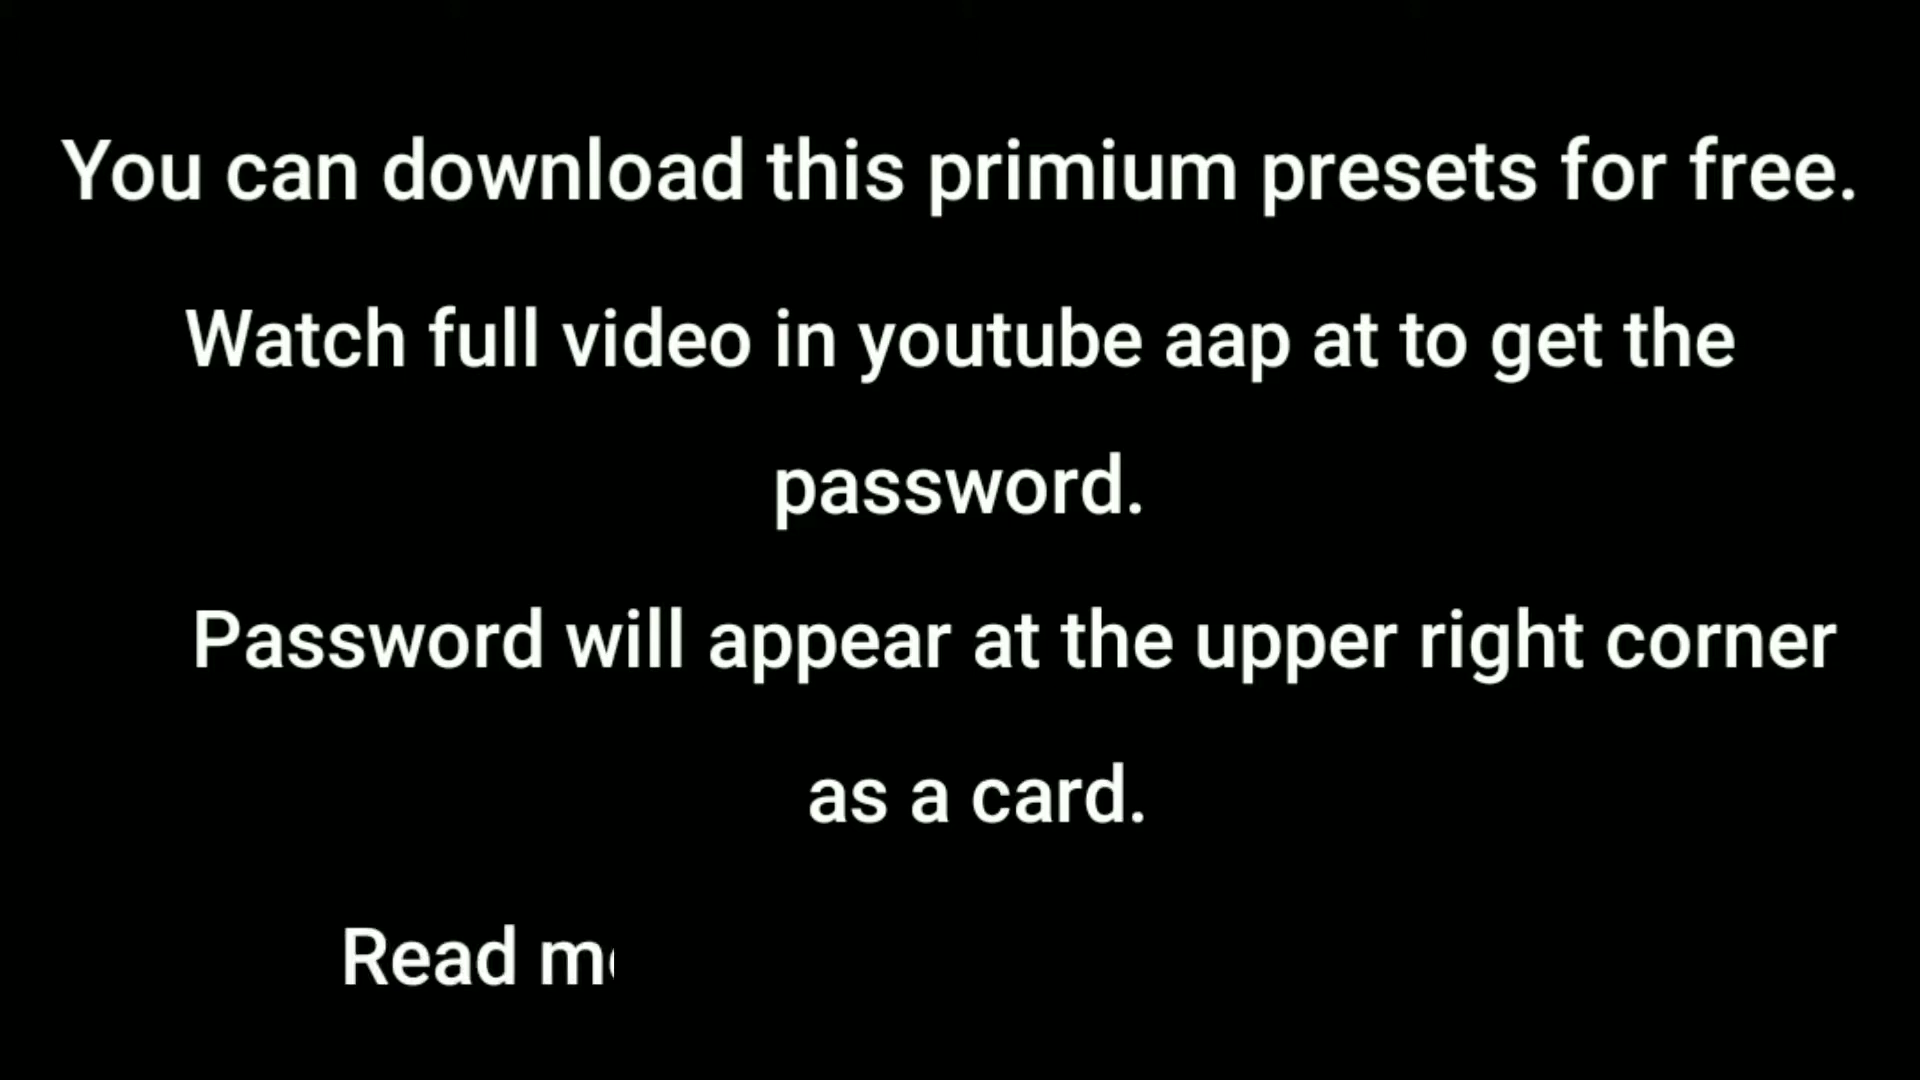 You can download this primium presets for free.
Watch full video in youtube aap at to get the
password.
Password will appear at the upper right corner
as a card.
Read